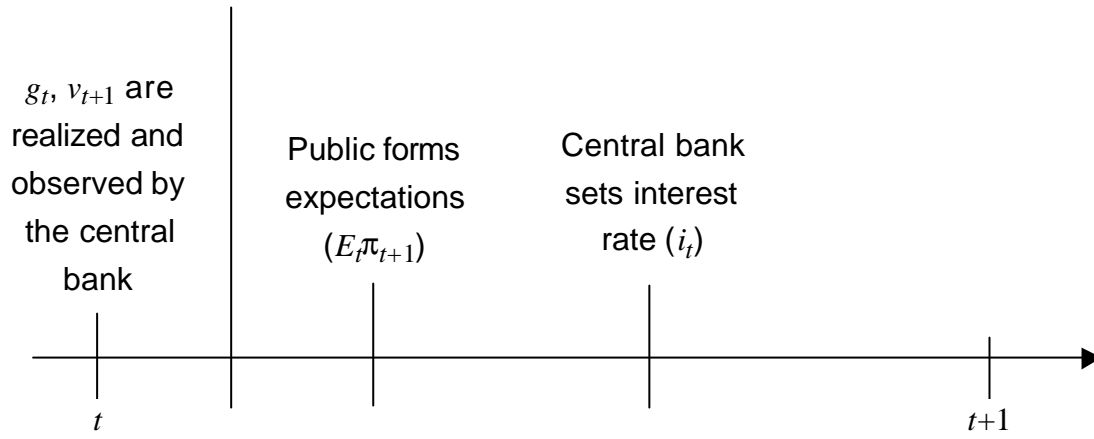 g_t, v_{t+1} are
realized and
observed by
the central
bank
Public forms
expectations
(E_tπ_{t+1})
Central bank
sets interest
rate (i_t)
t
t+1